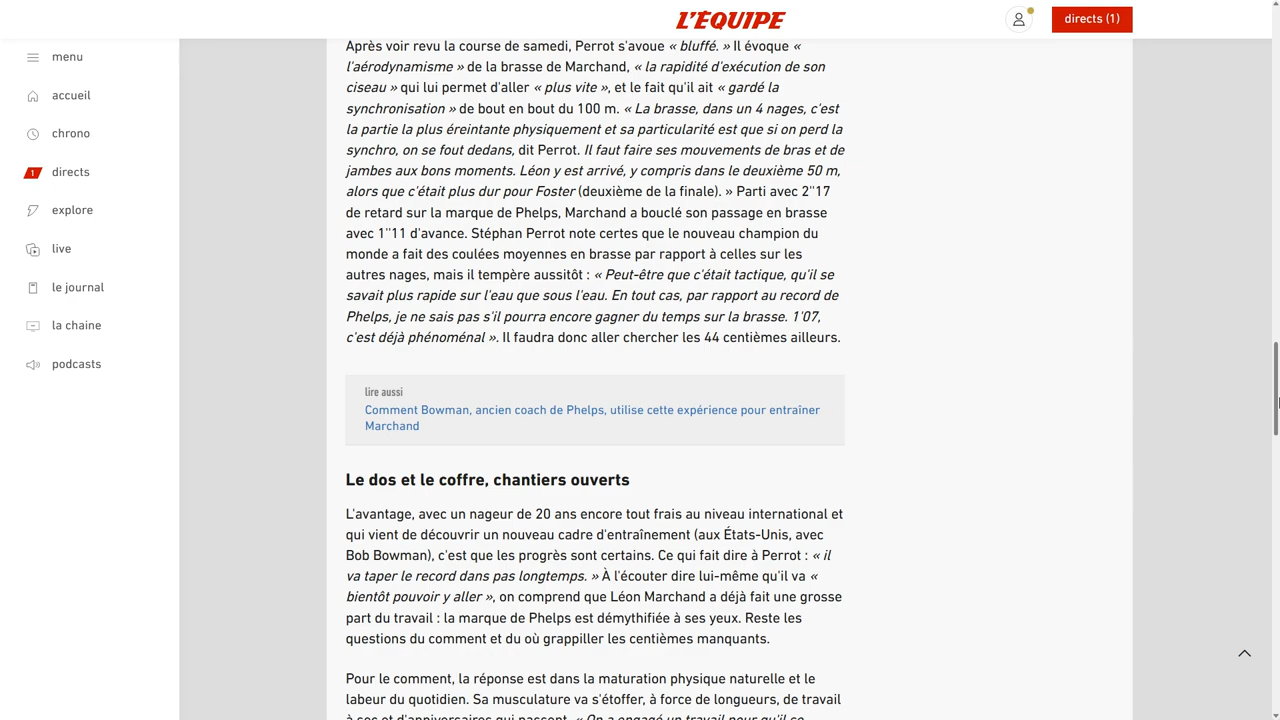 L'ÉQUIPE
directs (1)
menu
accueil
chrono
1
directs
explore
live
le journal
la chaine
podcasts
Après voir revu la course de samedi, Perrot s'avoue « bluffé. » Il évoque «
l'aérodynamisme » de la brasse de Marchand, « la rapidité d'exécution de son
ciseau » qui lui permet d'aller « plus vite », et le fait qu'il ait « gardé la
synchronisation » de bout en bout du 100 m. « La brasse, dans un 4 nages, c'est
la partie la plus éreintante physiquement et sa particularité est que si on perd la
synchro, on se fout dedans, dit Perrot. Il faut faire ses mouvements de bras et de
jambes aux bons moments. Léon y est arrivé, y compris dans le deuxième 50 m,
alors que c'était plus dur pour Foster (deuxième de la finale). » Parti avec 2''17
de retard sur la marque de Phelps, Marchand a bouclé son passage en brasse
avec 1''11 d'avance. Stéphan Perrot note certes que le nouveau champion du
monde a fait des coulées moyennes en brasse par rapport à celles sur les
autres nages, mais il tempère aussitôt : « Peut-être que c'était tactique, qu'il se
savait plus rapide sur l'eau que sous l'eau. En tout cas, par rapport au record de
Phelps, je ne sais pas s'il pourra encore gagner du temps sur la brasse. 1'07,
c'est déjà phénoménal ». Il faudra donc aller chercher les 44 centièmes ailleurs.
lire aussi
Comment Bowman, ancien coach de Phelps, utilise cette expérience pour entraîner
Marchand
Le dos et le coffre, chantiers ouverts
L'avantage, avec un nageur de 20 ans encore tout frais au niveau international et
qui vient de découvrir un nouveau cadre d'entraînement (aux États-Unis, avec
Bob Bowman), c'est que les progrès sont certains. Ce qui fait dire à Perrot : « il
va taper le record dans pas longtemps. » À l'écouter dire lui-même qu'il va «
bientôt pouvoir y aller », on comprend que Léon Marchand a déjà fait une grosse
part du travail : la marque de Phelps est démythifiée à ses yeux. Reste les
questions du comment et du où grappiller les centièmes manquants.
Pour le comment, la réponse est dans la maturation physique naturelle et le
labeur du quotidien. Sa musculature va s'étoffer, à force de longueurs, de travail
à sec et d'anniversaires qui passent. « On a engagé un travail pour qu'il se